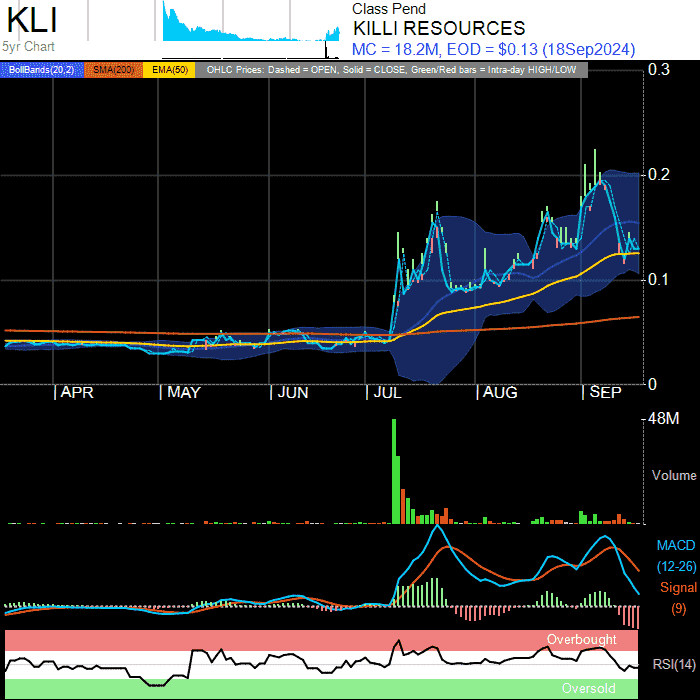 KLI
5yr Chart
Class Pend
KILLI RESOURCES
MC = 18.2M, EOD = $0.13 (18Sep2024)
BollBands(20,2) SMA(200) EMA(50) OHLC Prices: Dashed = OPEN, Solid = CLOSE, Green/Red bars = Intra-day HIGH/LOW
0.3
0.2
0.1
0
APR MAY JUN JUL AUG SEP
48M
Volume
MACD
(12-26)
Signal
(9)
Overbought
RSI(14)
Oversold